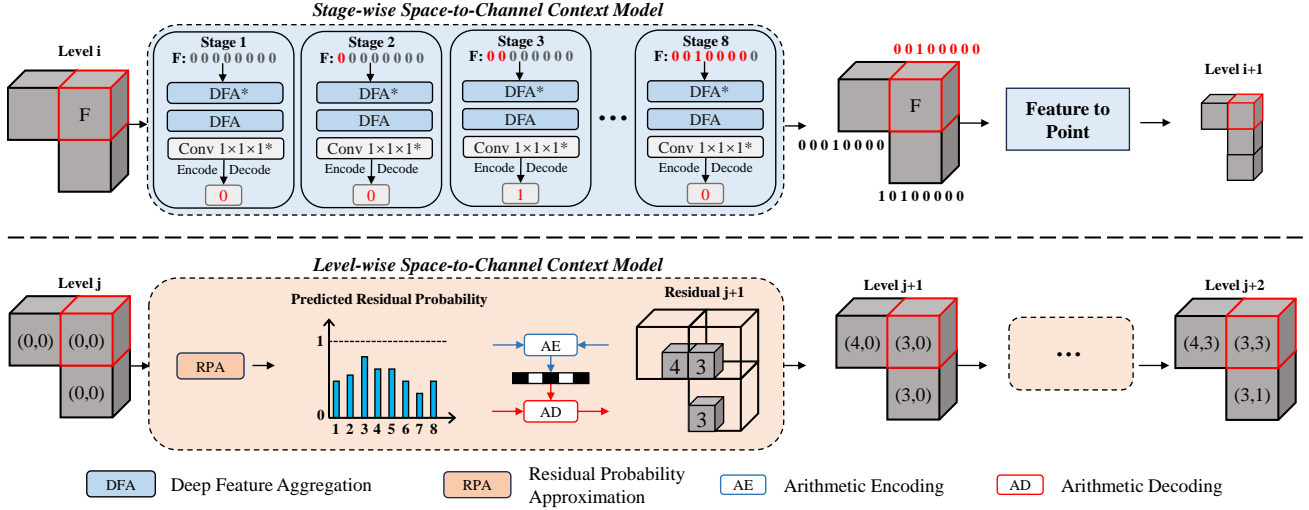 Stage-wise Space-to-Channel Context Model
Level i
F
Stage 1
F: 0 0 0 0 0 0 0 0
DFA*
DFA
Conv 1×1×1*
Encode Decode
0
Stage 2
F: 0 0 0 0 0 0 0 0
DFA*
DFA
Conv 1×1×1*
Encode Decode
0
Stage 3
F: 0 0 0 0 0 0 0 0
DFA*
DFA
Conv 1×1×1*
Encode Decode
1
...
Stage 8
F: 0 0 1 0 0 0 0 0
DFA*
DFA
Conv 1×1×1*
Encode Decode
0
0 0 1 0 0 0 0 0
F
0 0 0 1 0 0 0 0
1 0 1 0 0 0 0 0
Feature to
Point
Level i+1
Level-wise Space-to-Channel Context Model
Level j
(0,0) (0,0)
(0,0)
RPA
Predicted Residual Probability
1
0
1 2 3 4 5 6 7 8
AE
AD
Residual j+1
4 3
3
Level j+1
(4,0) (3,0)
(3,0)
...
Level j+2
(4,3) (3,3)
(3,1)
DFA Deep Feature Aggregation
RPA Residual Probability
Approximation
AE Arithmetic Encoding
AD Arithmetic Decoding